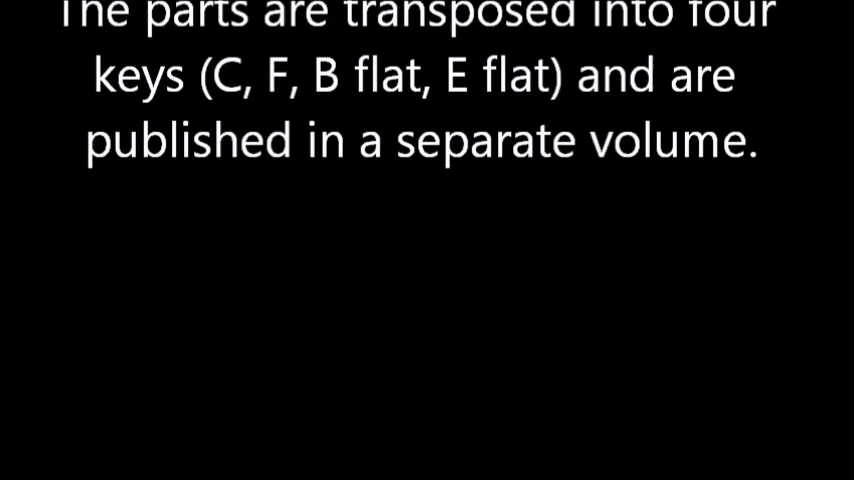 The parts are transposed into four
keys (C, F, B flat, E flat) and are
published in a separate volume.